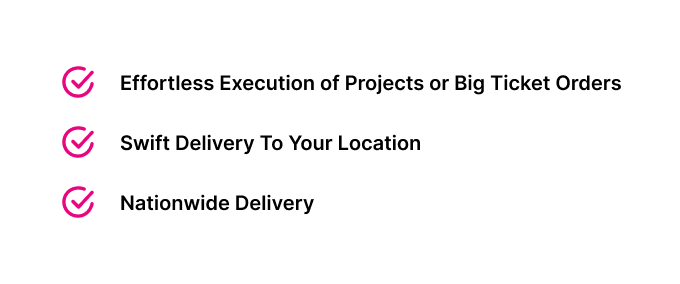 Effortless Execution of Projects or Big Ticket Orders
Swift Delivery To Your Location
Nationwide Delivery